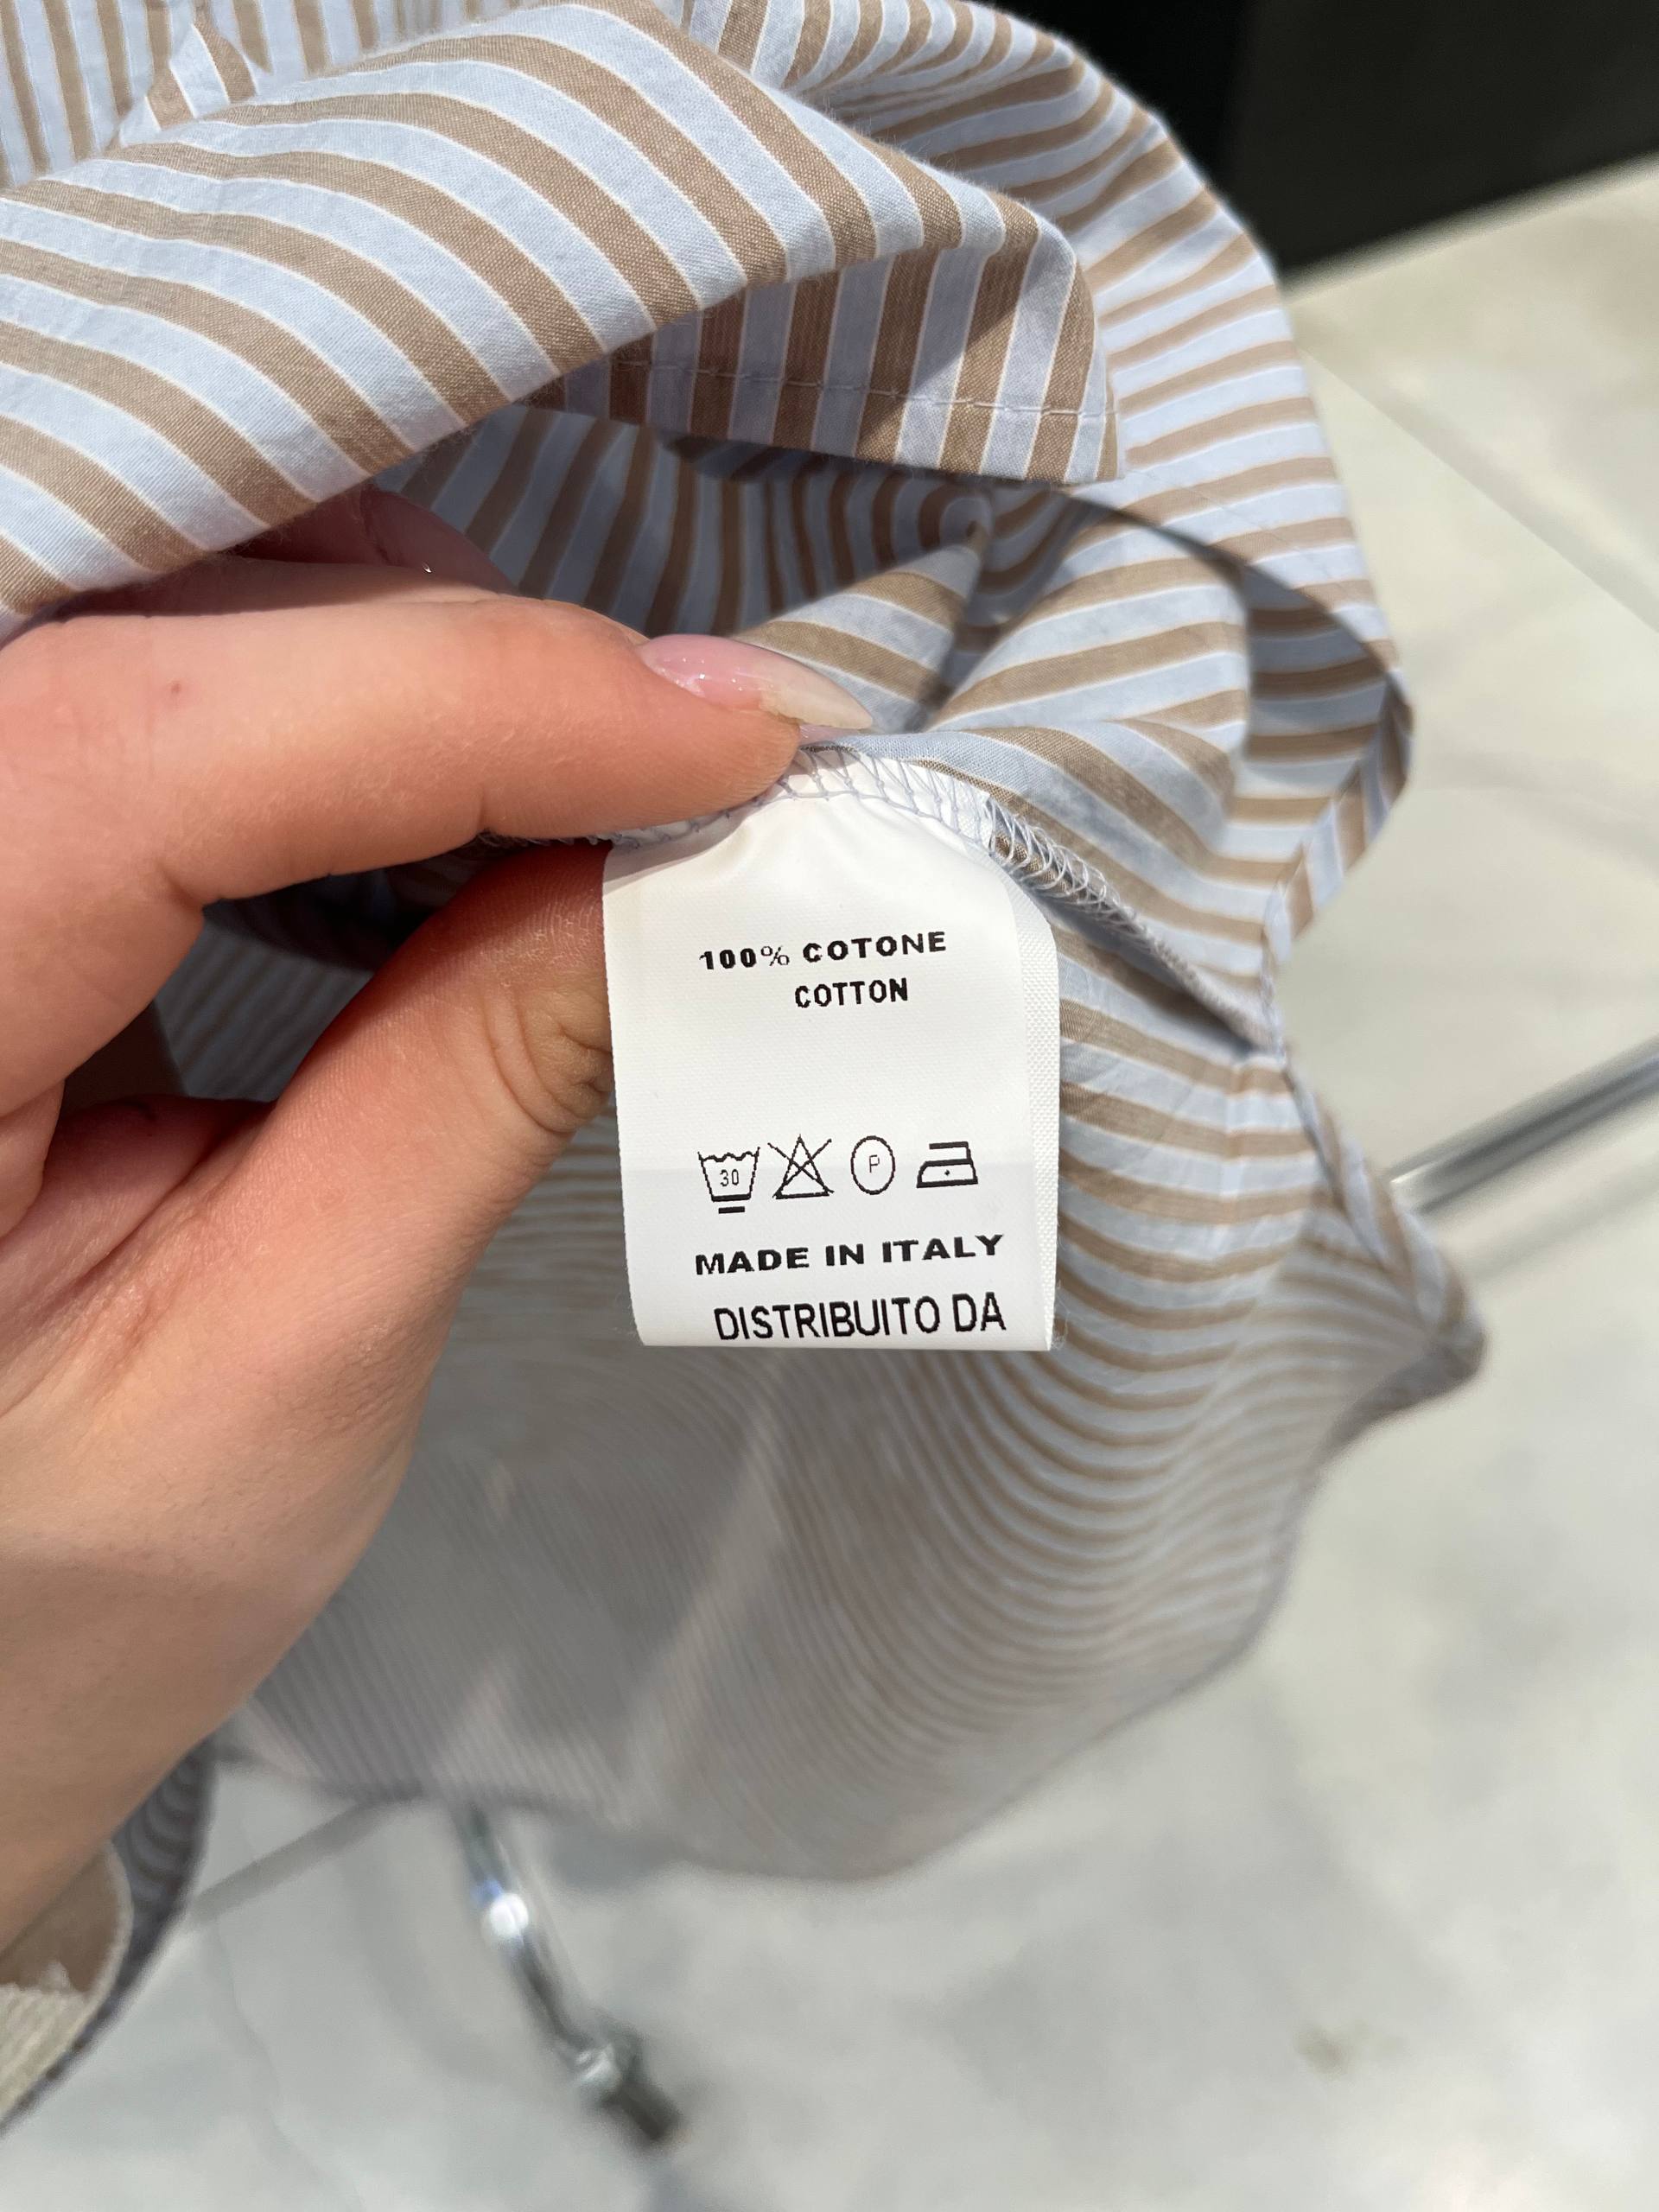 100% COTONE
COTTON
30 P
MADE IN ITALY
DISTRIBUITO DA